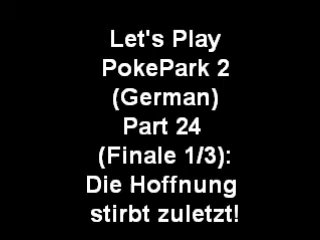 Let's Play
PokePark 2
(German)
Part 24
(Finale 1/3):
Die Hoffnung
stirbt zuletzt!